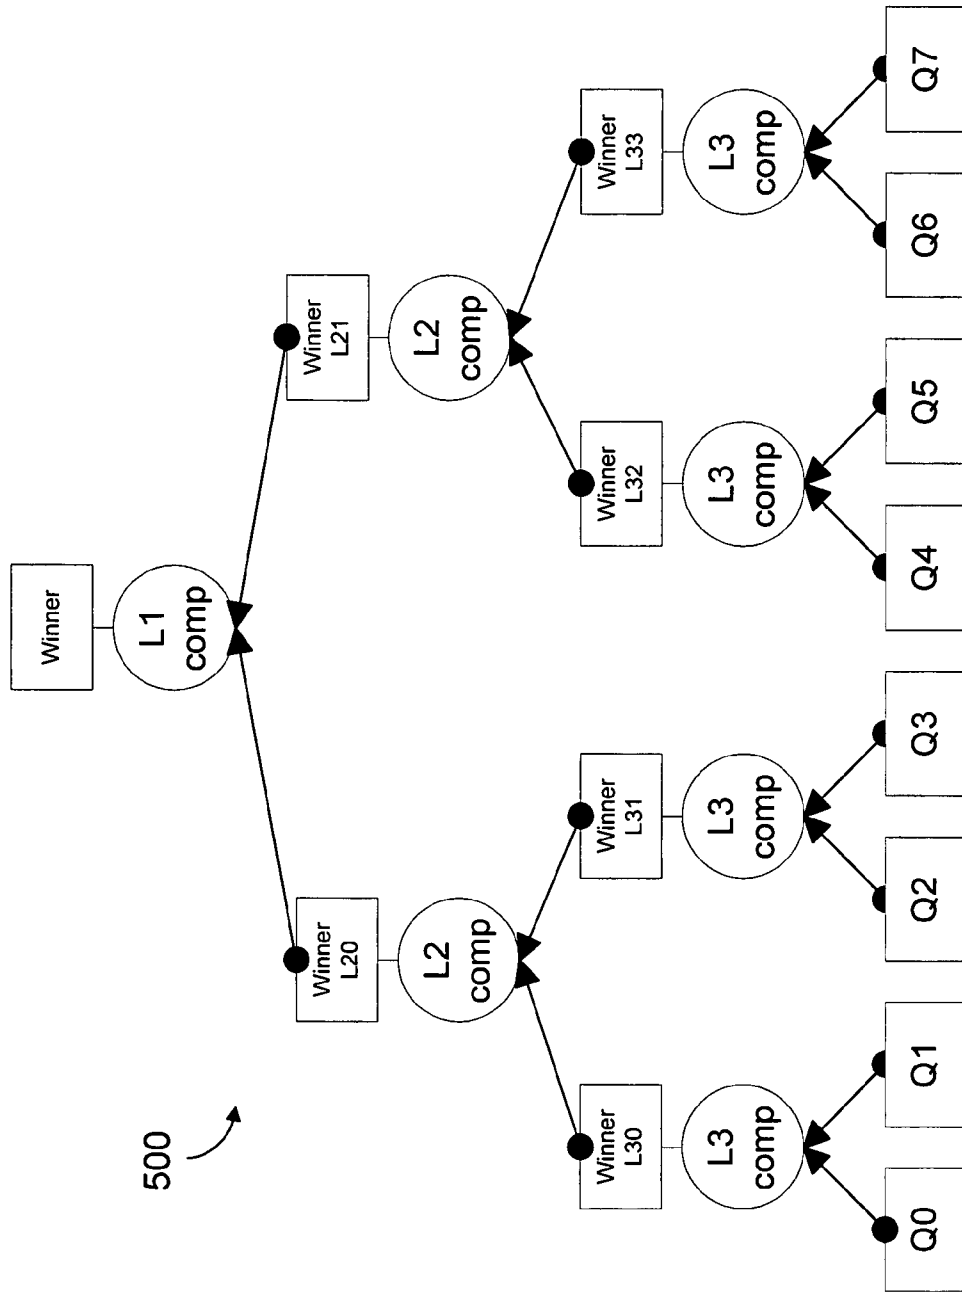 500
Winner
L1
comp
Winner
L20
L2
comp
Winner
L21
L2
comp
Winner
L30
L3
comp
Winner
L31
L3
comp
Winner
L32
L3
comp
Winner
L33
L3
comp
Q0
Q1
Q2
Q3
Q4
Q5
Q6
Q7